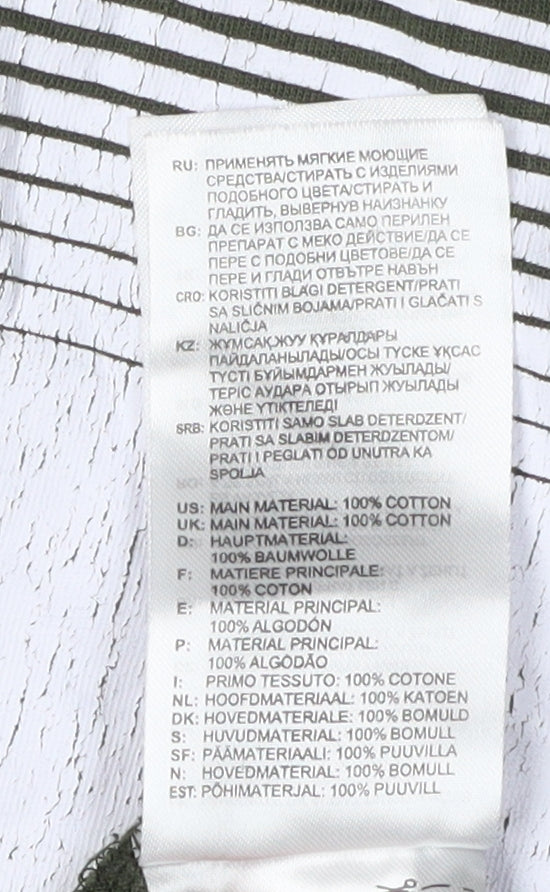 RU: ПРИМЕНЯТЬ МЯГКИЕ МОЮЩИЕ
СРЕДСТВА/СТИРАТЬ С ИЗДЕЛИЯМИ
ПОДОБНОГО ЦВЕТА/СТИРАТЬ И
ГЛАДИТЬ, ВЫВЕРНУВ НАИЗНАНКУ
BG: ДА СЕ ИЗПОЛЗВА САМО ПЕРИЛЕН
ПРЕПАРАТ С МЕКО ДЕЙСТВИЕ/ДА СЕ
ПЕРЕ С ПОДОБНИ ЦВЕТОВЕ/ДА СЕ
ПЕРЕ И ГЛАДИ ОТВЪТРЕ НАВЪН
CRO: KORISTITI BLAGI DETERGENT/PRATI
SA SLIČNIM BOJAMA/PRATI I GLAČATI S
NALIČJA
KZ: ЖҰМСАҚ ЖУУ ҚҰРАЛДАРЫ
ПАЙДАЛАНЫЛАДЫ/ОСЫ ТҮСКЕ ҰҚСАС
ТҮСТІ БҰЙЫМДАРМЕН ЖУЫЛАДЫ/
ТЕРІС АУДАРА ОТЫРЫП ЖУЫЛАДЫ
ЖӘНЕ ҮТІКТЕЛЕДІ
SRB: KORISTITI SAMO SLAB DETERDZENT/
PRATI SA SLABIM DETERDZENTOM/
PRATI I PEGLATI OD UNUTRA KA
SPOLJA
US: MAIN MATERIAL: 100% COTTON
UK: MAIN MATERIAL: 100% COTTON
D: HAUPTMATERIAL:
100% BAUMWOLLE
F: MATIERE PRINCIPALE:
100% COTON
E: MATERIAL PRINCIPAL:
100% ALGODÓN
P: MATERIAL PRINCIPAL:
100% ALGODÃO
I: PRIMO TESSUTO: 100% COTONE
NL: HOOFDMATERIAAL: 100% KATOEN
DK: HOVEDMATERIALE: 100% BOMULD
S: HUVUDMATERIAL: 100% BOMULL
SF: PÄÄMATERIAALI: 100% PUUVILLA
N: HOVEDMATERIAL: 100% BOMULL
EST: PÕHIMATERJAL: 100% PUUVILL